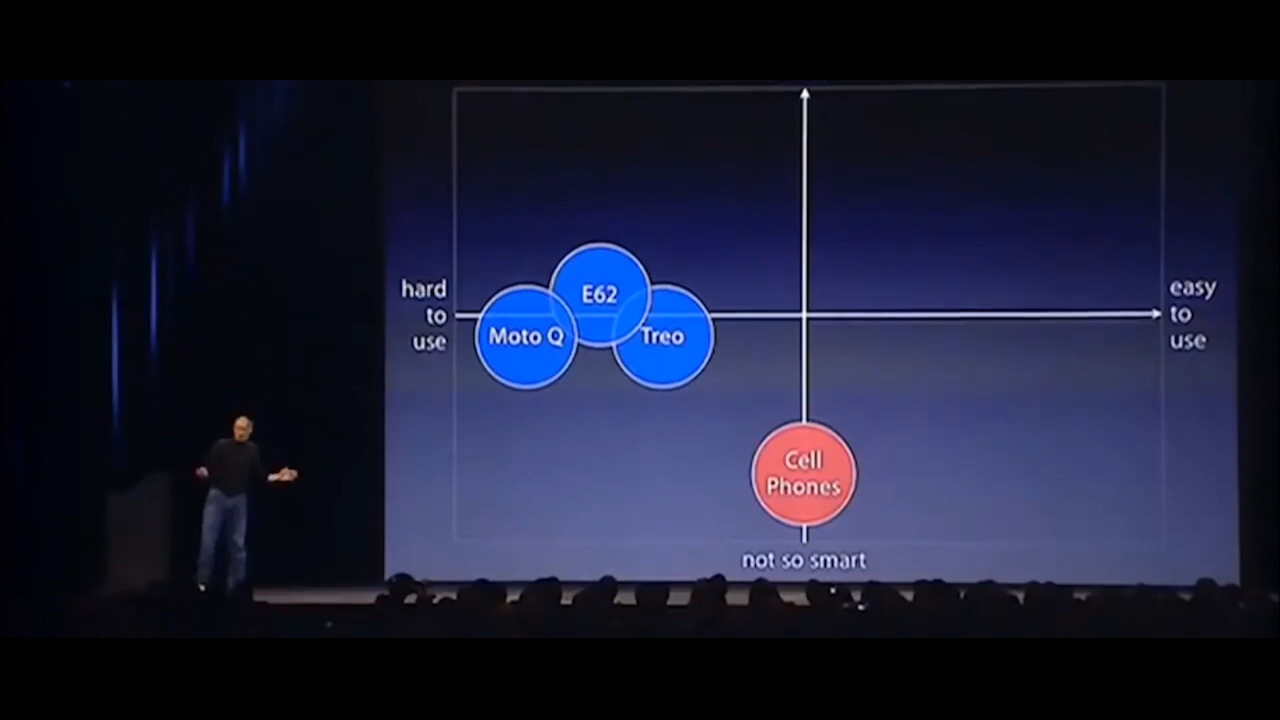 hard
to
use
E62
Moto Q
Treo
easy
to
use
Cell
Phones
not so smart